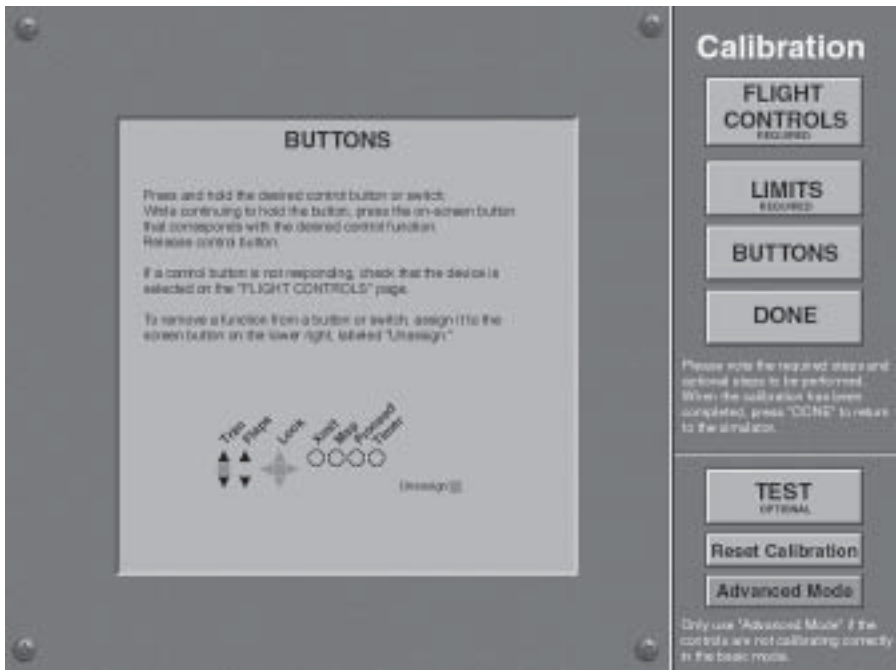 BUTTONS
Press and hold the desired control button or switch.
While continuing to hold the button, press the on-screen button
that corresponds with the desired control function.
Release control button.
If a control button is not responding, check that the device is
selected on the "FLIGHT CONTROLS" page.
To remove a function from a button or switch, assign it to the
screen button on the lower right, labeled "Unassign."
Trim
Flaps
Look
Xmit
Map
Proceed
Timer
Unassign
Calibration
FLIGHT
CONTROLS
REQUIRED
LIMITS
REQUIRED
BUTTONS
DONE
Please note the required steps and
optional steps to be performed.
When the calibration has been
completed, press "DONE" to return
to the simulator.
TEST
OPTIONAL
Reset Calibration
Advanced Mode
Only use "Advanced Mode" if the
controls are not calibrating correctly
in the basic mode.